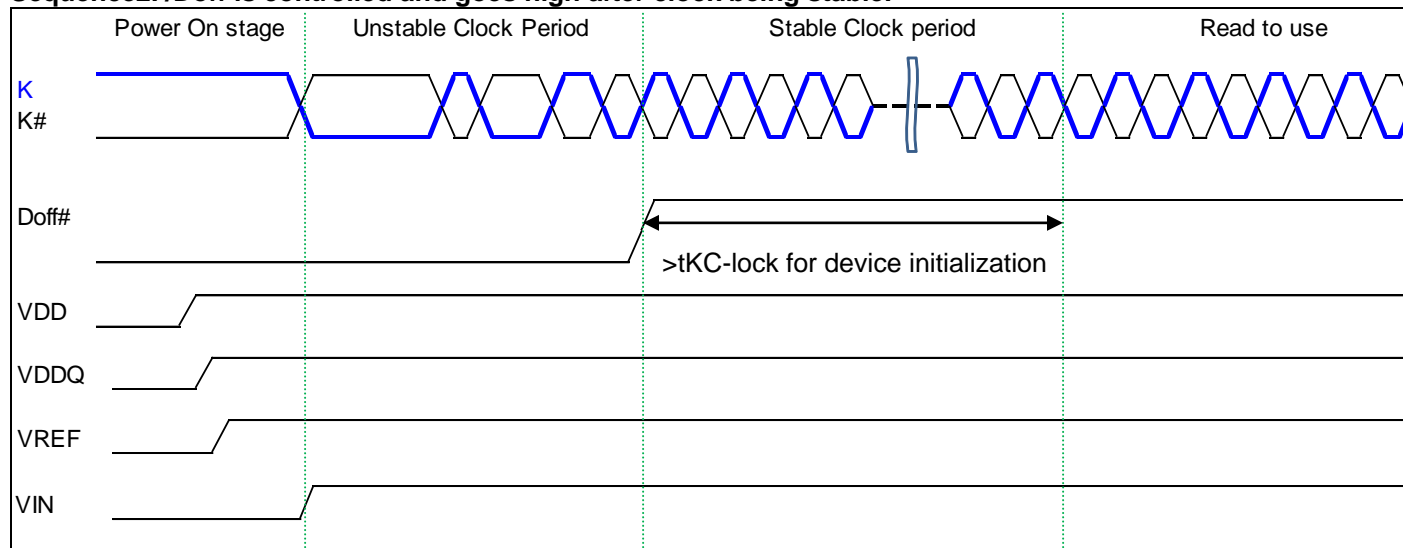 Power On stage Unstable Clock Period Stable Clock period Read to use
K
K#
Doff#
>tKC-lock for device initialization
VDD
VDDQ
VREF
VIN